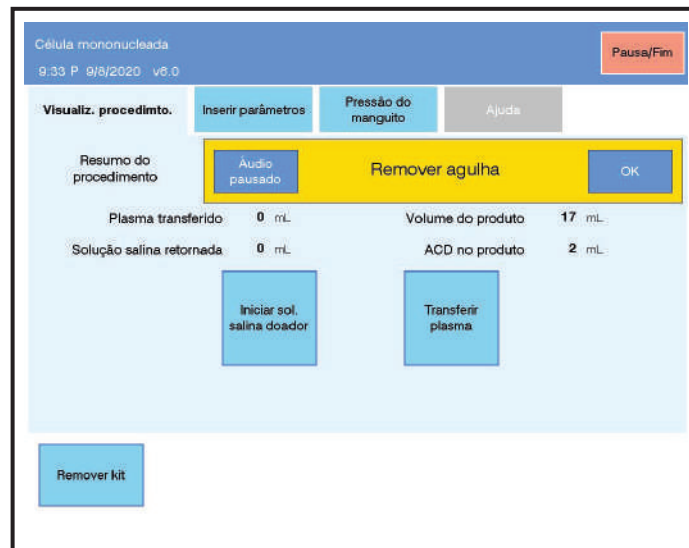 Célula mononucleada
Pausa/Fim
9:33 P 9/8/2020 v6.0
Visualiz. procedimto.
Inserir parâmetros
Pressão do
manguito
Ajuda
Resumo do
procedimento
Áudio
pausado
Remover agulha
OK
Plasma transferido 0 mL
Volume do produto 17 mL
Solução salina retornada 0 mL
ACD no produto 2 mL
Iniciar sol.
salina doador
Transferir
plasma
Remover kit